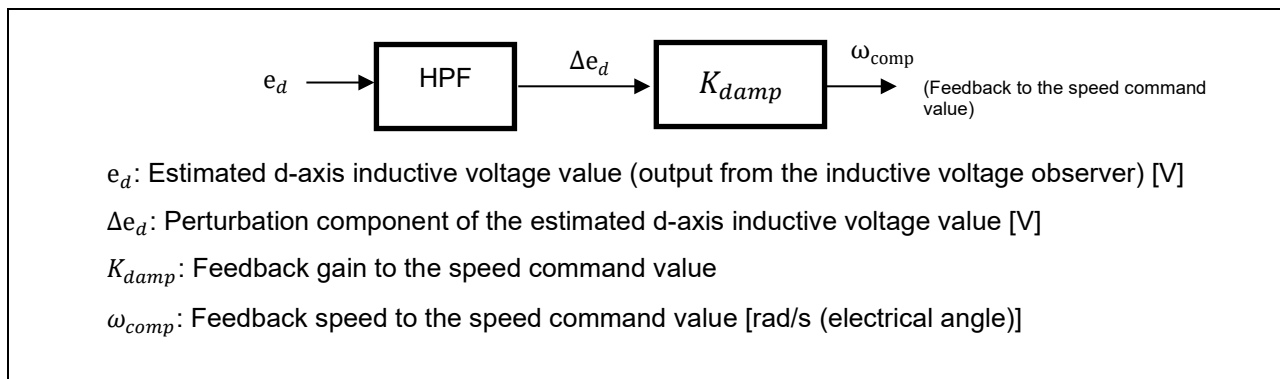 e_d HPF Δe_d K_damp ω_comp
(Feedback to the speed command
value)
e_d: Estimated d-axis inductive voltage value (output from the inductive voltage observer) [V]
Δe_d: Perturbation component of the estimated d-axis inductive voltage value [V]
K_damp: Feedback gain to the speed command value
ω_comp: Feedback speed to the speed command value [rad/s (electrical angle)]